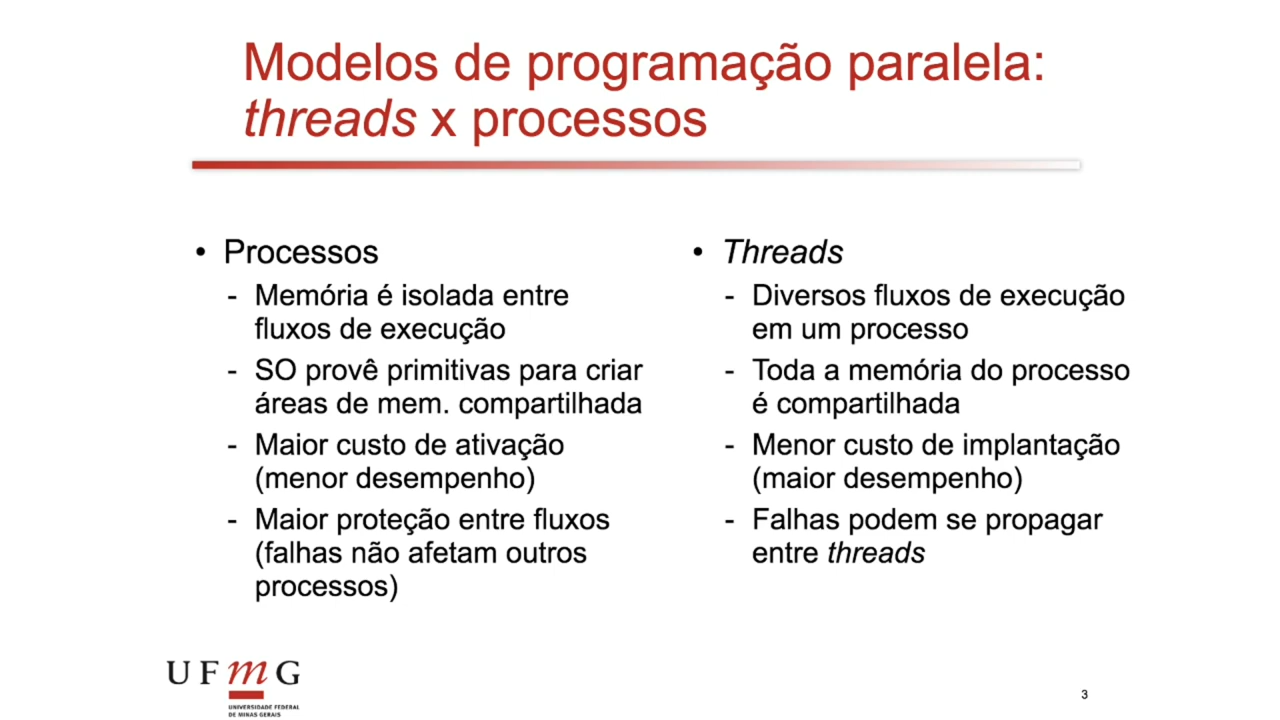 Modelos de programação paralela:
threads x processos
• Processos
- Memória é isolada entre
fluxos de execução
- SO provê primitivas para criar
áreas de mem. compartilhada
- Maior custo de ativação
(menor desempenho)
- Maior proteção entre fluxos
(falhas não afetam outros
processos)
• Threads
- Diversos fluxos de execução
em um processo
- Toda a memória do processo
é compartilhada
- Menor custo de implantação
(maior desempenho)
- Falhas podem se propagar
entre threads
UFmG
UNIVERSIDADE FEDERAL
DE MINAS GERAIS
3